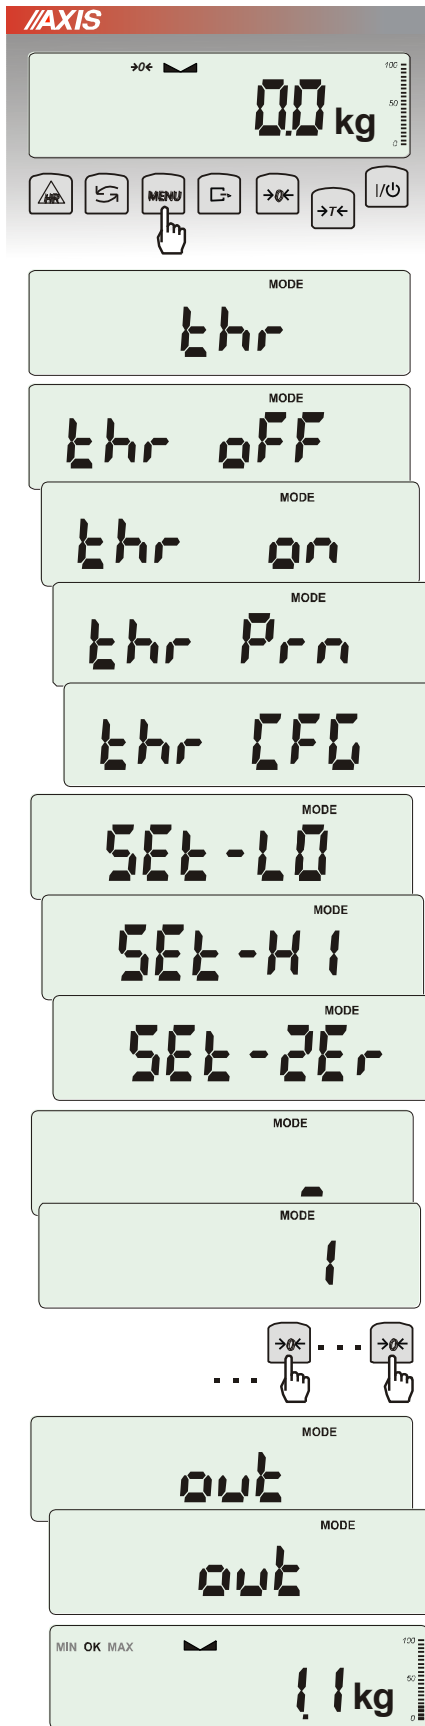 AXIS
→0←
100
50
0
0.0 kg
HR MENU →0← →T← I/⏻
MODE
thr
MODE
thr oFF
MODE
thr on
MODE
thr Prn
thr CFG
MODE
SEt-LO
MODE
SEt-HI
MODE
SEt-2Er
MODE
-
MODE
1
→0← . . . →0←
. . .
MODE
out
MODE
out
MIN OK MAX
100
50
0
1.1 kg